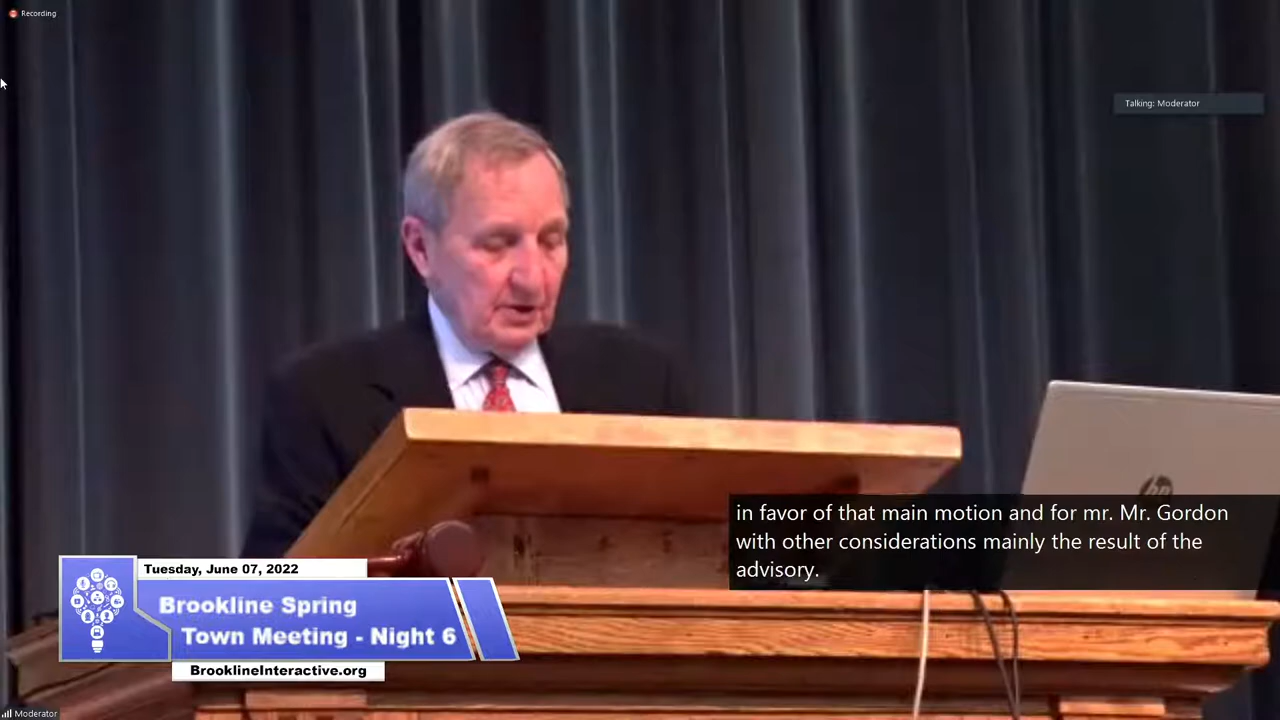 Recording
Talking: Moderator
hp
in favor of that main motion and for mr. Mr. Gordon
with other considerations mainly the result of the
advisory.
Tuesday, June 07, 2022
Brookline Spring
Town Meeting - Night 6
BrooklineInteractive.org
Moderator